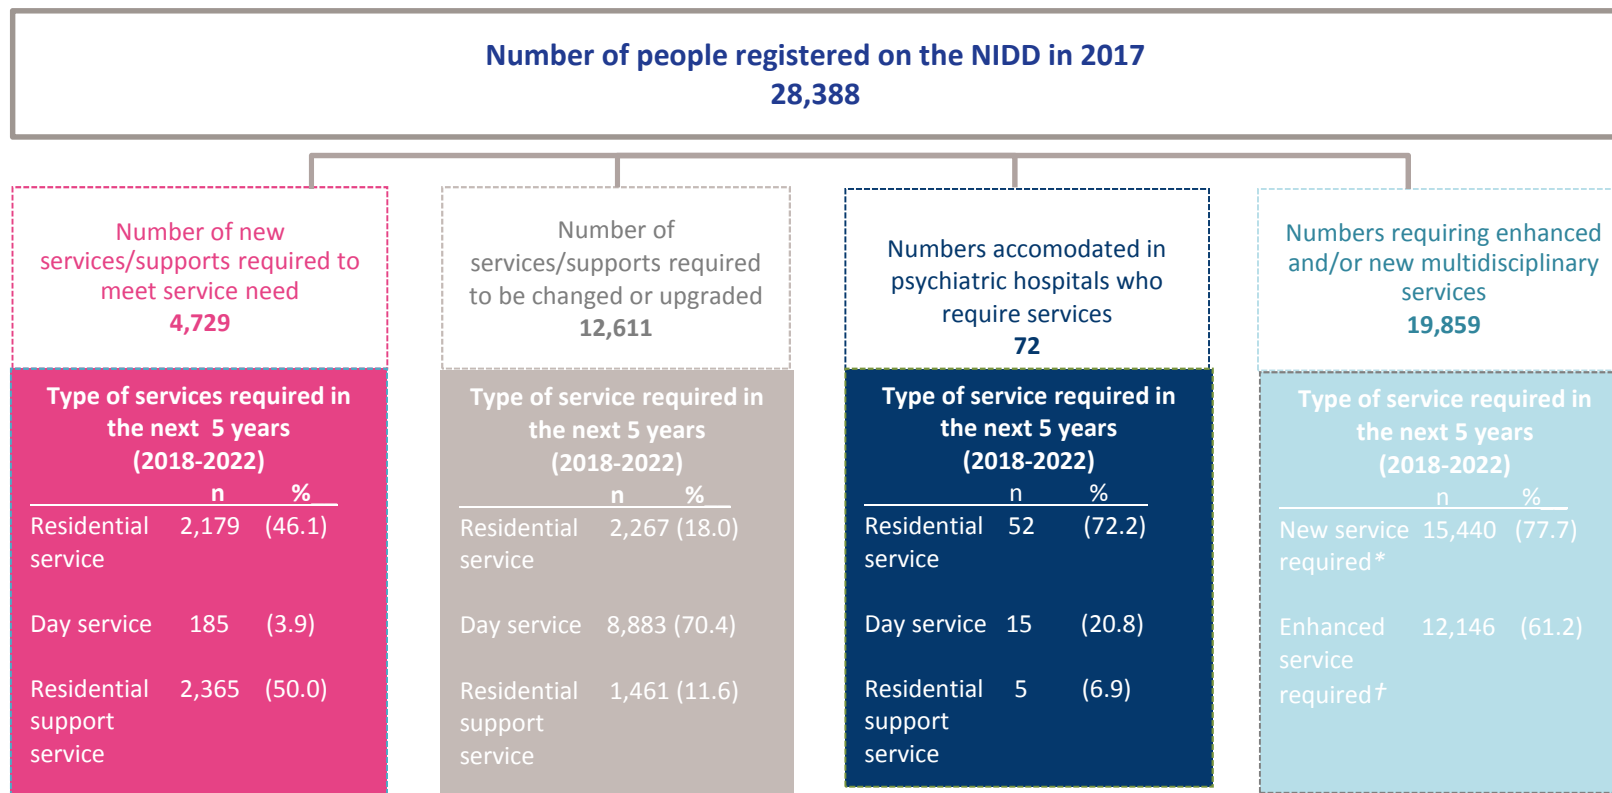 Number of people registered on the NIDD in 2017
28,388
Number of new
services/supports required to
meet service need
4,729
Type of services required in
the next 5 years
(2018-2022)
n %
Residential 2,179 (46.1)
service
Day service 185 (3.9)
Residential 2,365 (50.0)
support
service
Number of
services/supports required
to be changed or upgraded
12,611
Type of service required in
the next 5 years
(2018-2022)
n %
Residential 2,267 (18.0)
service
Day service 8,883 (70.4)
Residential 1,461 (11.6)
support
service
Numbers accomodated in
psychiatric hospitals who
require services
72
Type of service required in
the next 5 years
(2018-2022)
n %
Residential 52 (72.2)
service
Day service 15 (20.8)
Residential 5 (6.9)
support
service
Numbers requiring enhanced
and/or new multidisciplinary
services
19,859
Type of service required in
the next 5 years
(2018-2022)
n %
New service 15,440 (77.7)
required*
Enhanced 12,146 (61.2)
service
required†